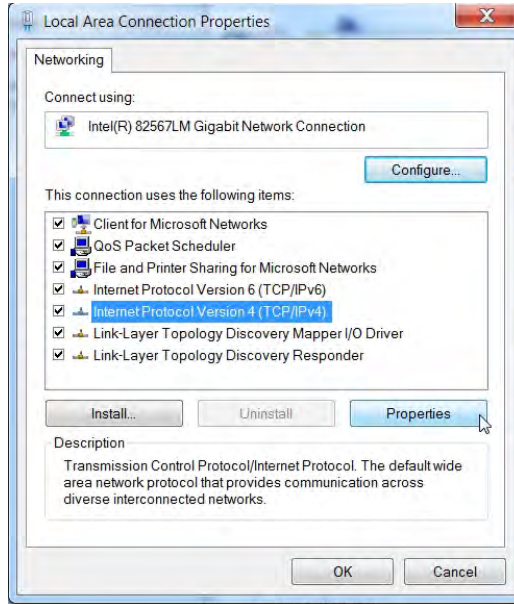 Local Area Connection Properties
X
Networking
Connect using:
Intel(R) 82567LM Gigabit Network Connection
Configure...
This connection uses the following items:
Client for Microsoft Networks
QoS Packet Scheduler
File and Printer Sharing for Microsoft Networks
Internet Protocol Version 6 (TCP/IPv6)
Internet Protocol Version 4 (TCP/IPv4)
Link-Layer Topology Discovery Mapper I/O Driver
Link-Layer Topology Discovery Responder
Install... Uninstall Properties
Description
Transmission Control Protocol/Internet Protocol. The default wide
area network protocol that provides communication across
diverse interconnected networks.
OK Cancel